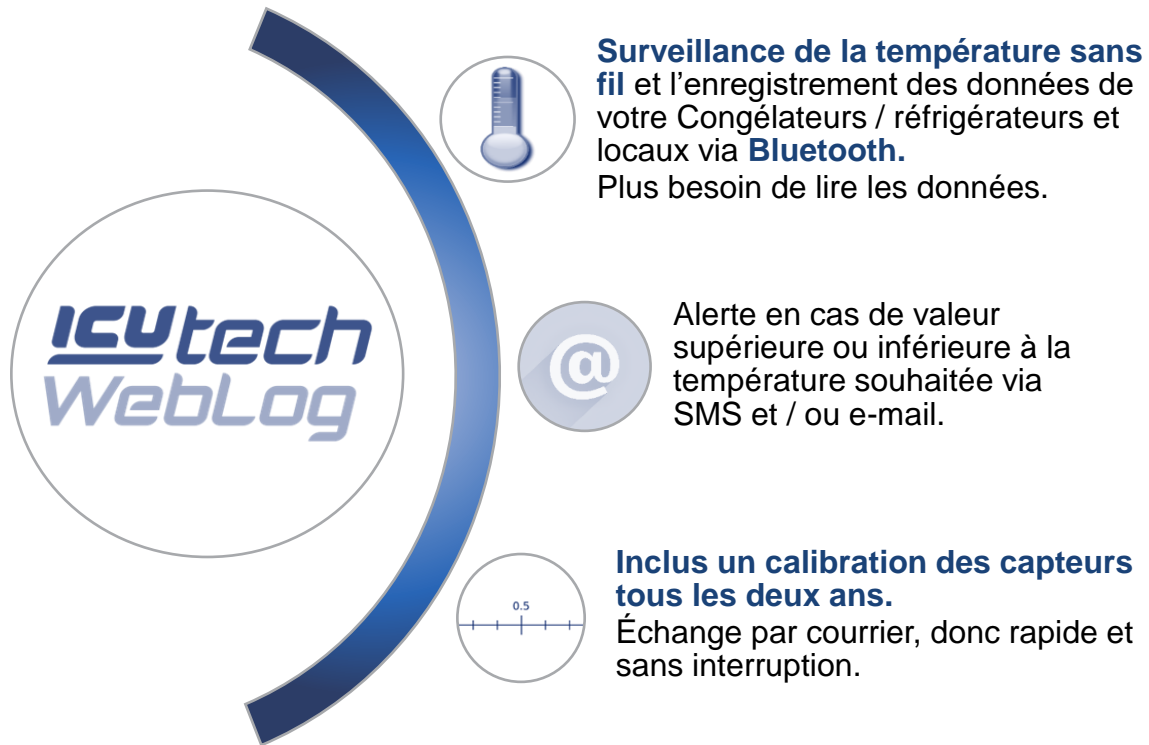 Surveillance de la température sans
fil et l'enregistrement des données de
votre Congélateurs / réfrigérateurs et
locaux via Bluetooth.
Plus besoin de lire les données.
ICUtech
WebLog
@
Alerte en cas de valeur
supérieure ou inférieure à la
température souhaitée via
SMS et / ou e-mail.
0.5
Inclus un calibration des capteurs
tous les deux ans.
Échange par courrier, donc rapide et
sans interruption.